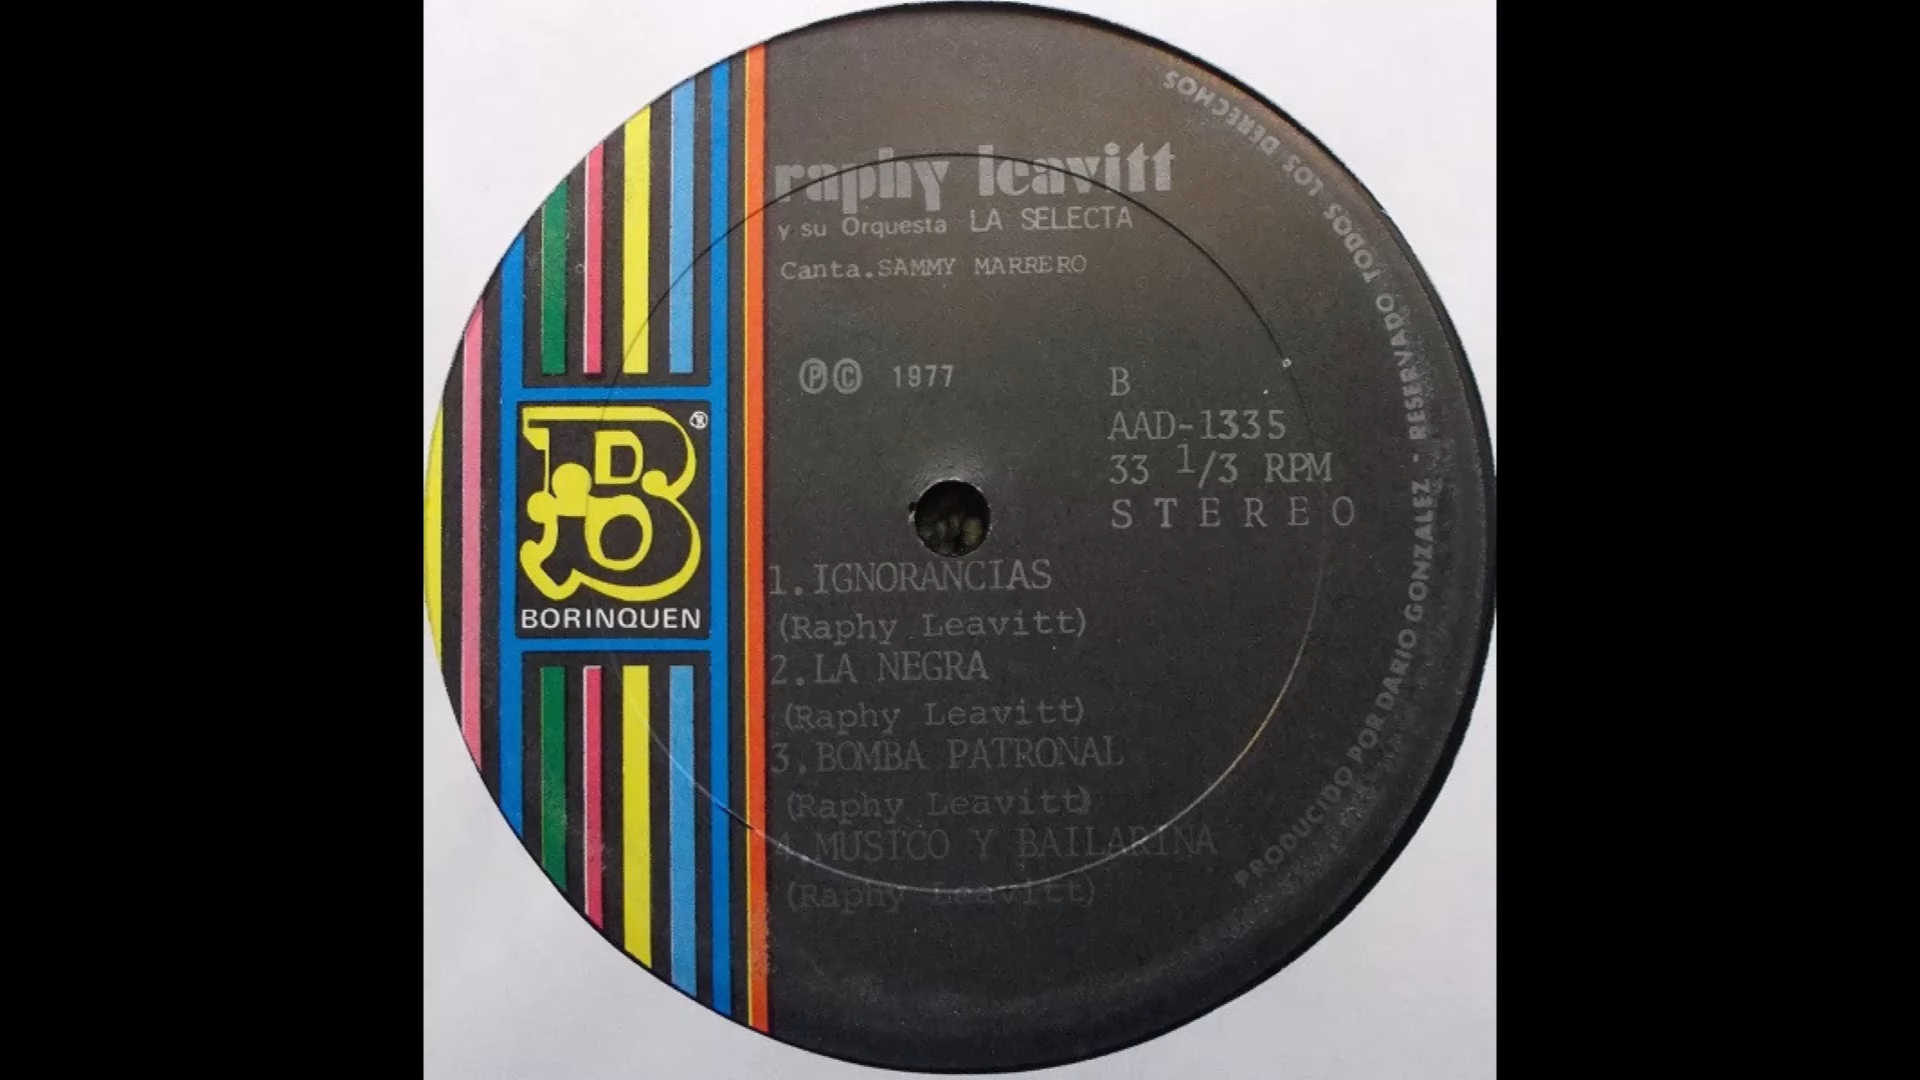 raphy leavitt
y su Orquesta LA SELECTA
Canta.SAMMY MARRERO
Ⓟ© 1977
B
AAD-1335
33 1/3 RPM
STEREO
®
BORINQUEN
1.IGNORANCIAS
(Raphy Leavitt)
2.LA NEGRA
(Raphy Leavitt)
3.BOMBA PATRONAL
(Raphy Leavitt)
4.MUSICO Y BAILARINA
(Raphy Leavitt)
PRODUCIDO POR DARIO GONZALEZ - RESERVADO TODOS LOS DERECHOS